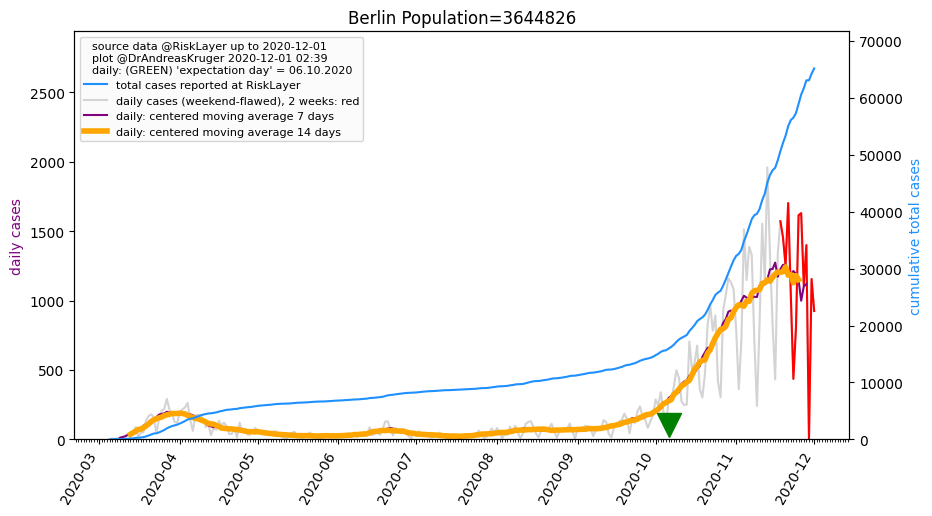 Berlin Population=3644826
source data @RiskLayer up to 2020-12-01
plot @DrAndreasKruger 2020-12-01 02:39
daily: (GREEN) 'expectation day' = 06.10.2020
total cases reported at RiskLayer
daily cases (weekend-flawed), 2 weeks: red
daily: centered moving average 7 days
daily: centered moving average 14 days
daily cases
2500
2000
1500
1000
500
0
70000
60000
50000
40000
30000
20000
10000
0
cumulative total cases
2020-03
2020-04
2020-05
2020-06
2020-07
2020-08
2020-09
2020-10
2020-11
2020-12